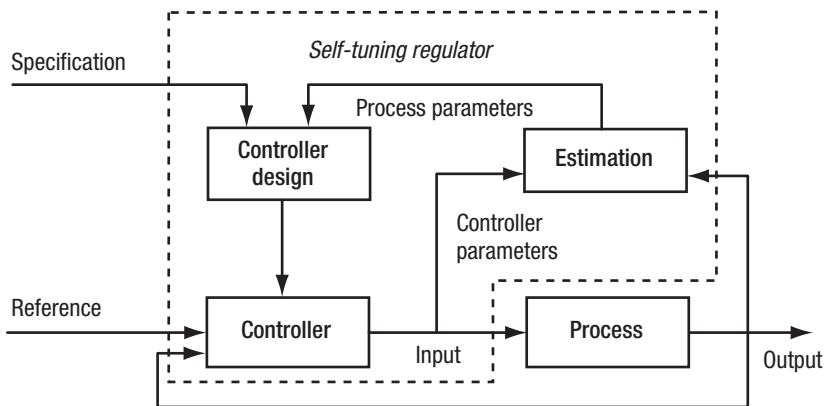 Self-tuning regulator
Specification
Process parameters
Controller
design
Estimation
Controller
parameters
Reference
Controller
Process
Input
Output